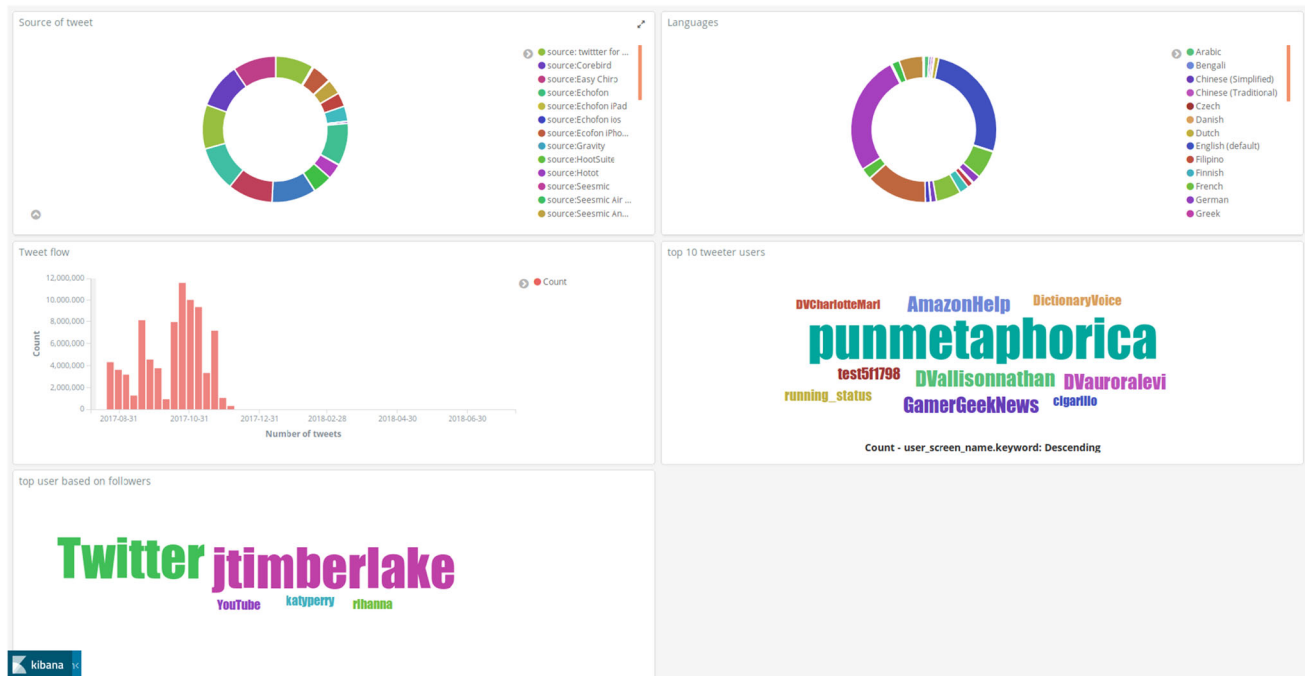 Source of tweet
source: twittter for ...
source:Corebird
source:Easy Chirp
source:Echofon
source:Echofon iPad
source:Echofon ios
source:Ecofon iPho...
source:Gravity
source:HootSuite
source:Hotot
source:Seesmic
source:Seesmic Air ...
source:Seesmic An...
Languages
Arabic
Bengali
Chinese (Simplified)
Chinese (Traditional)
Czech
Danish
Dutch
English (default)
Filipino
Finnish
French
German
Greek
Tweet flow
12,000,000
10,000,000
8,000,000
6,000,000
4,000,000
2,000,000
0
Count
2017-08-31 2017-10-31 2017-12-31 2018-02-28 2018-04-30 2018-06-30
Number of tweets
Count
top 10 tweeter users
DVCharlotteMarl AmazonHelp DictionaryVoice
punmetaphorica
test5f1798 DVallisonnathan DVauroralevi
running_status GamerGeekNews cigarillo
Count - user_screen_name.keyword: Descending
top user based on followers
Twitter jtimberlake
YouTube katyperry rihanna
kibana